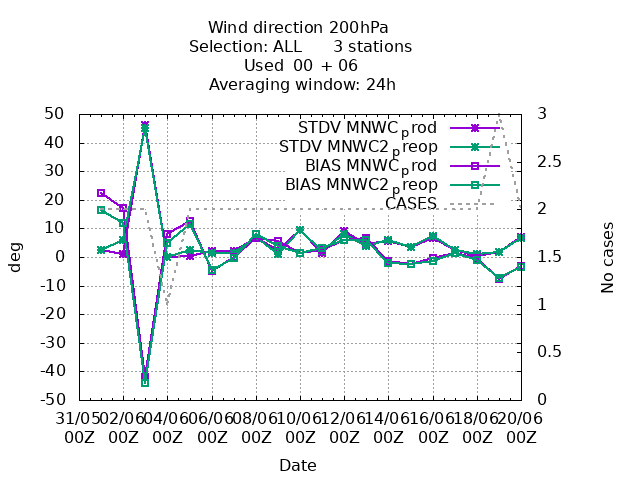 Wind direction 200hPa
Selection: ALL 3 stations
Used 00 + 06
Averaging window: 24h
50
40
30
20
10
0
-10
-20
-30
-40
-50
deg
3
2.5
2
1.5
1
0.5
0
No cases
STDV MNWC_prod
STDV MNWC2_preop
BIAS MNWC_prod
BIAS MNWC2_preop
CASES
31/05 02/06 04/06 06/06 08/06 10/06 12/06 14/06 16/06 18/06 20/06
00Z 00Z 00Z 00Z 00Z 00Z 00Z 00Z 00Z 00Z 00Z
Date